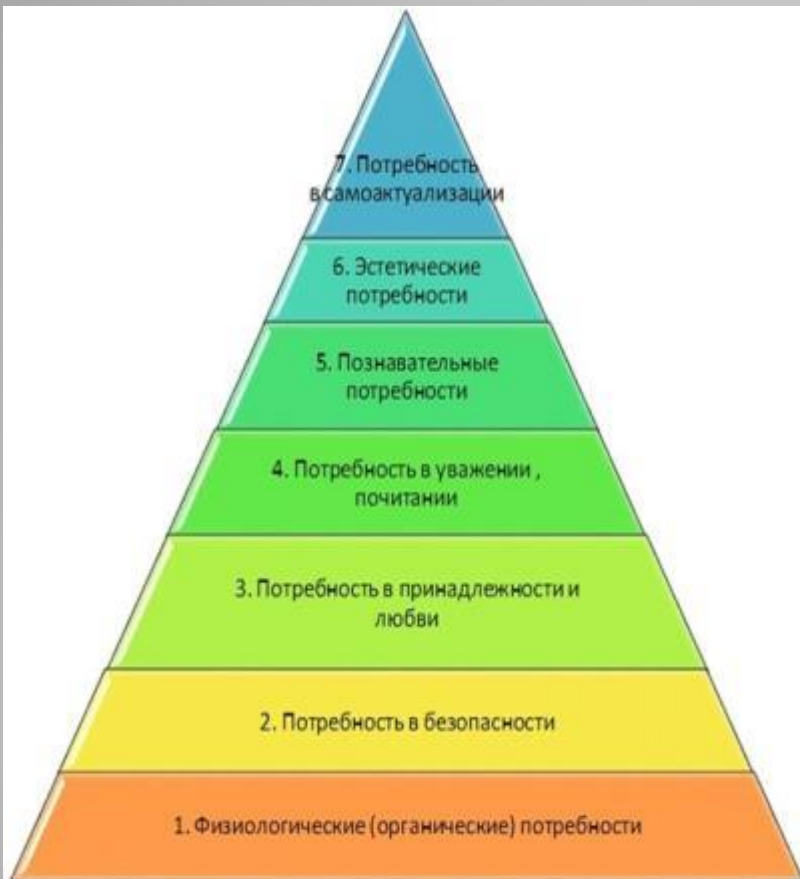 7. Потребность
в самоактуализации
6. Эстетические
потребности
5. Познавательные
потребности
4. Потребность в уважении ,
почитании
3. Потребность в принадлежности и
любви
2. Потребность в безопасности
1. Физиологические (органические) потребности